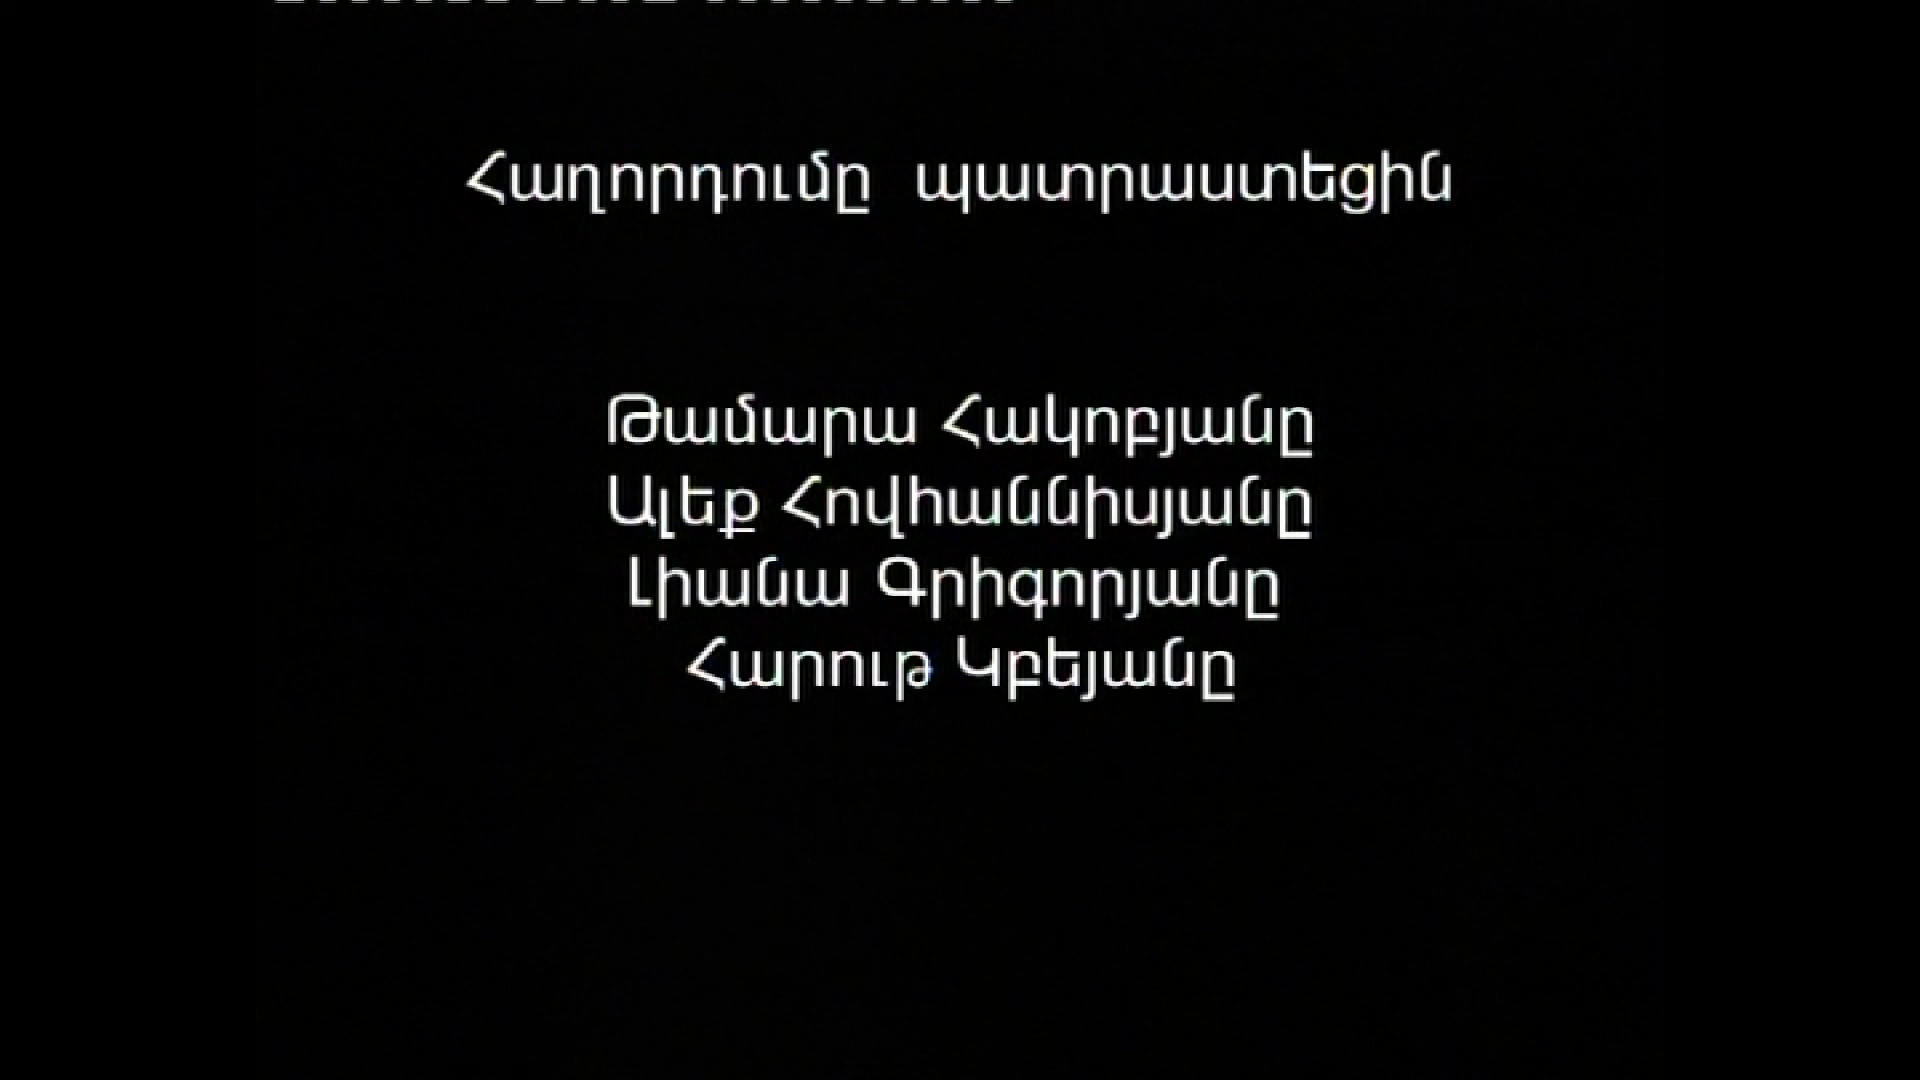 Հաղորդումը պատրաստեցին
Թամարա Հակոբյանը
Ալեք Հովհաննիսյանը
Լիանա Գրիգորյանը
Հարութ Կբեյանը